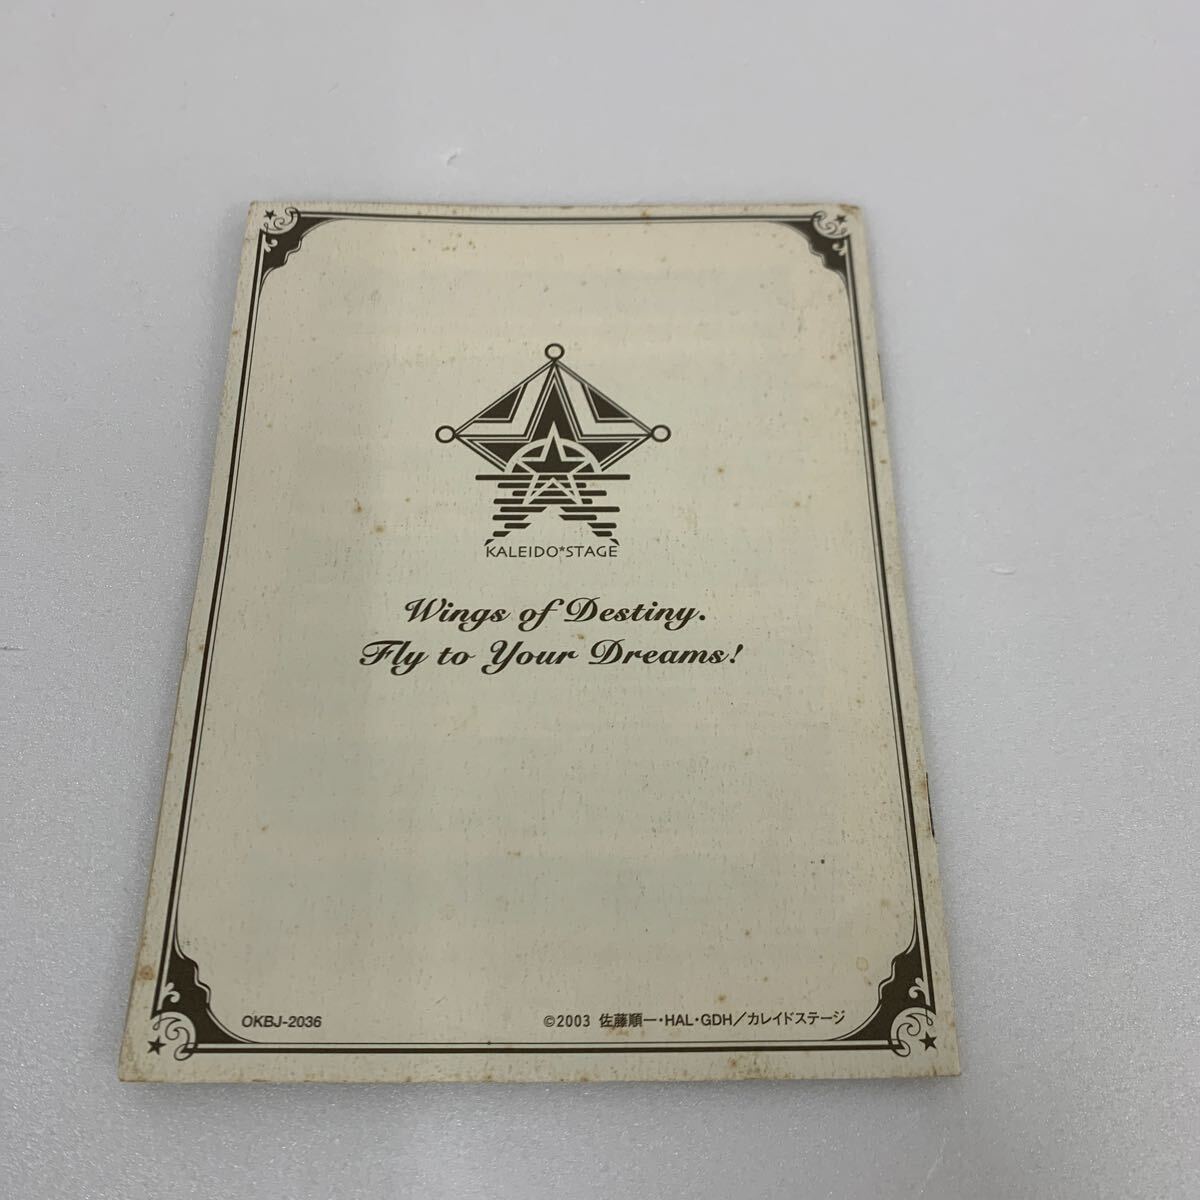 KALEIDO★STAGE
Wings of Destiny.
Fly to Your Dreams!
OKBJ-2036
©2003 佐藤順一・HAL・GDH／カレイドステージ